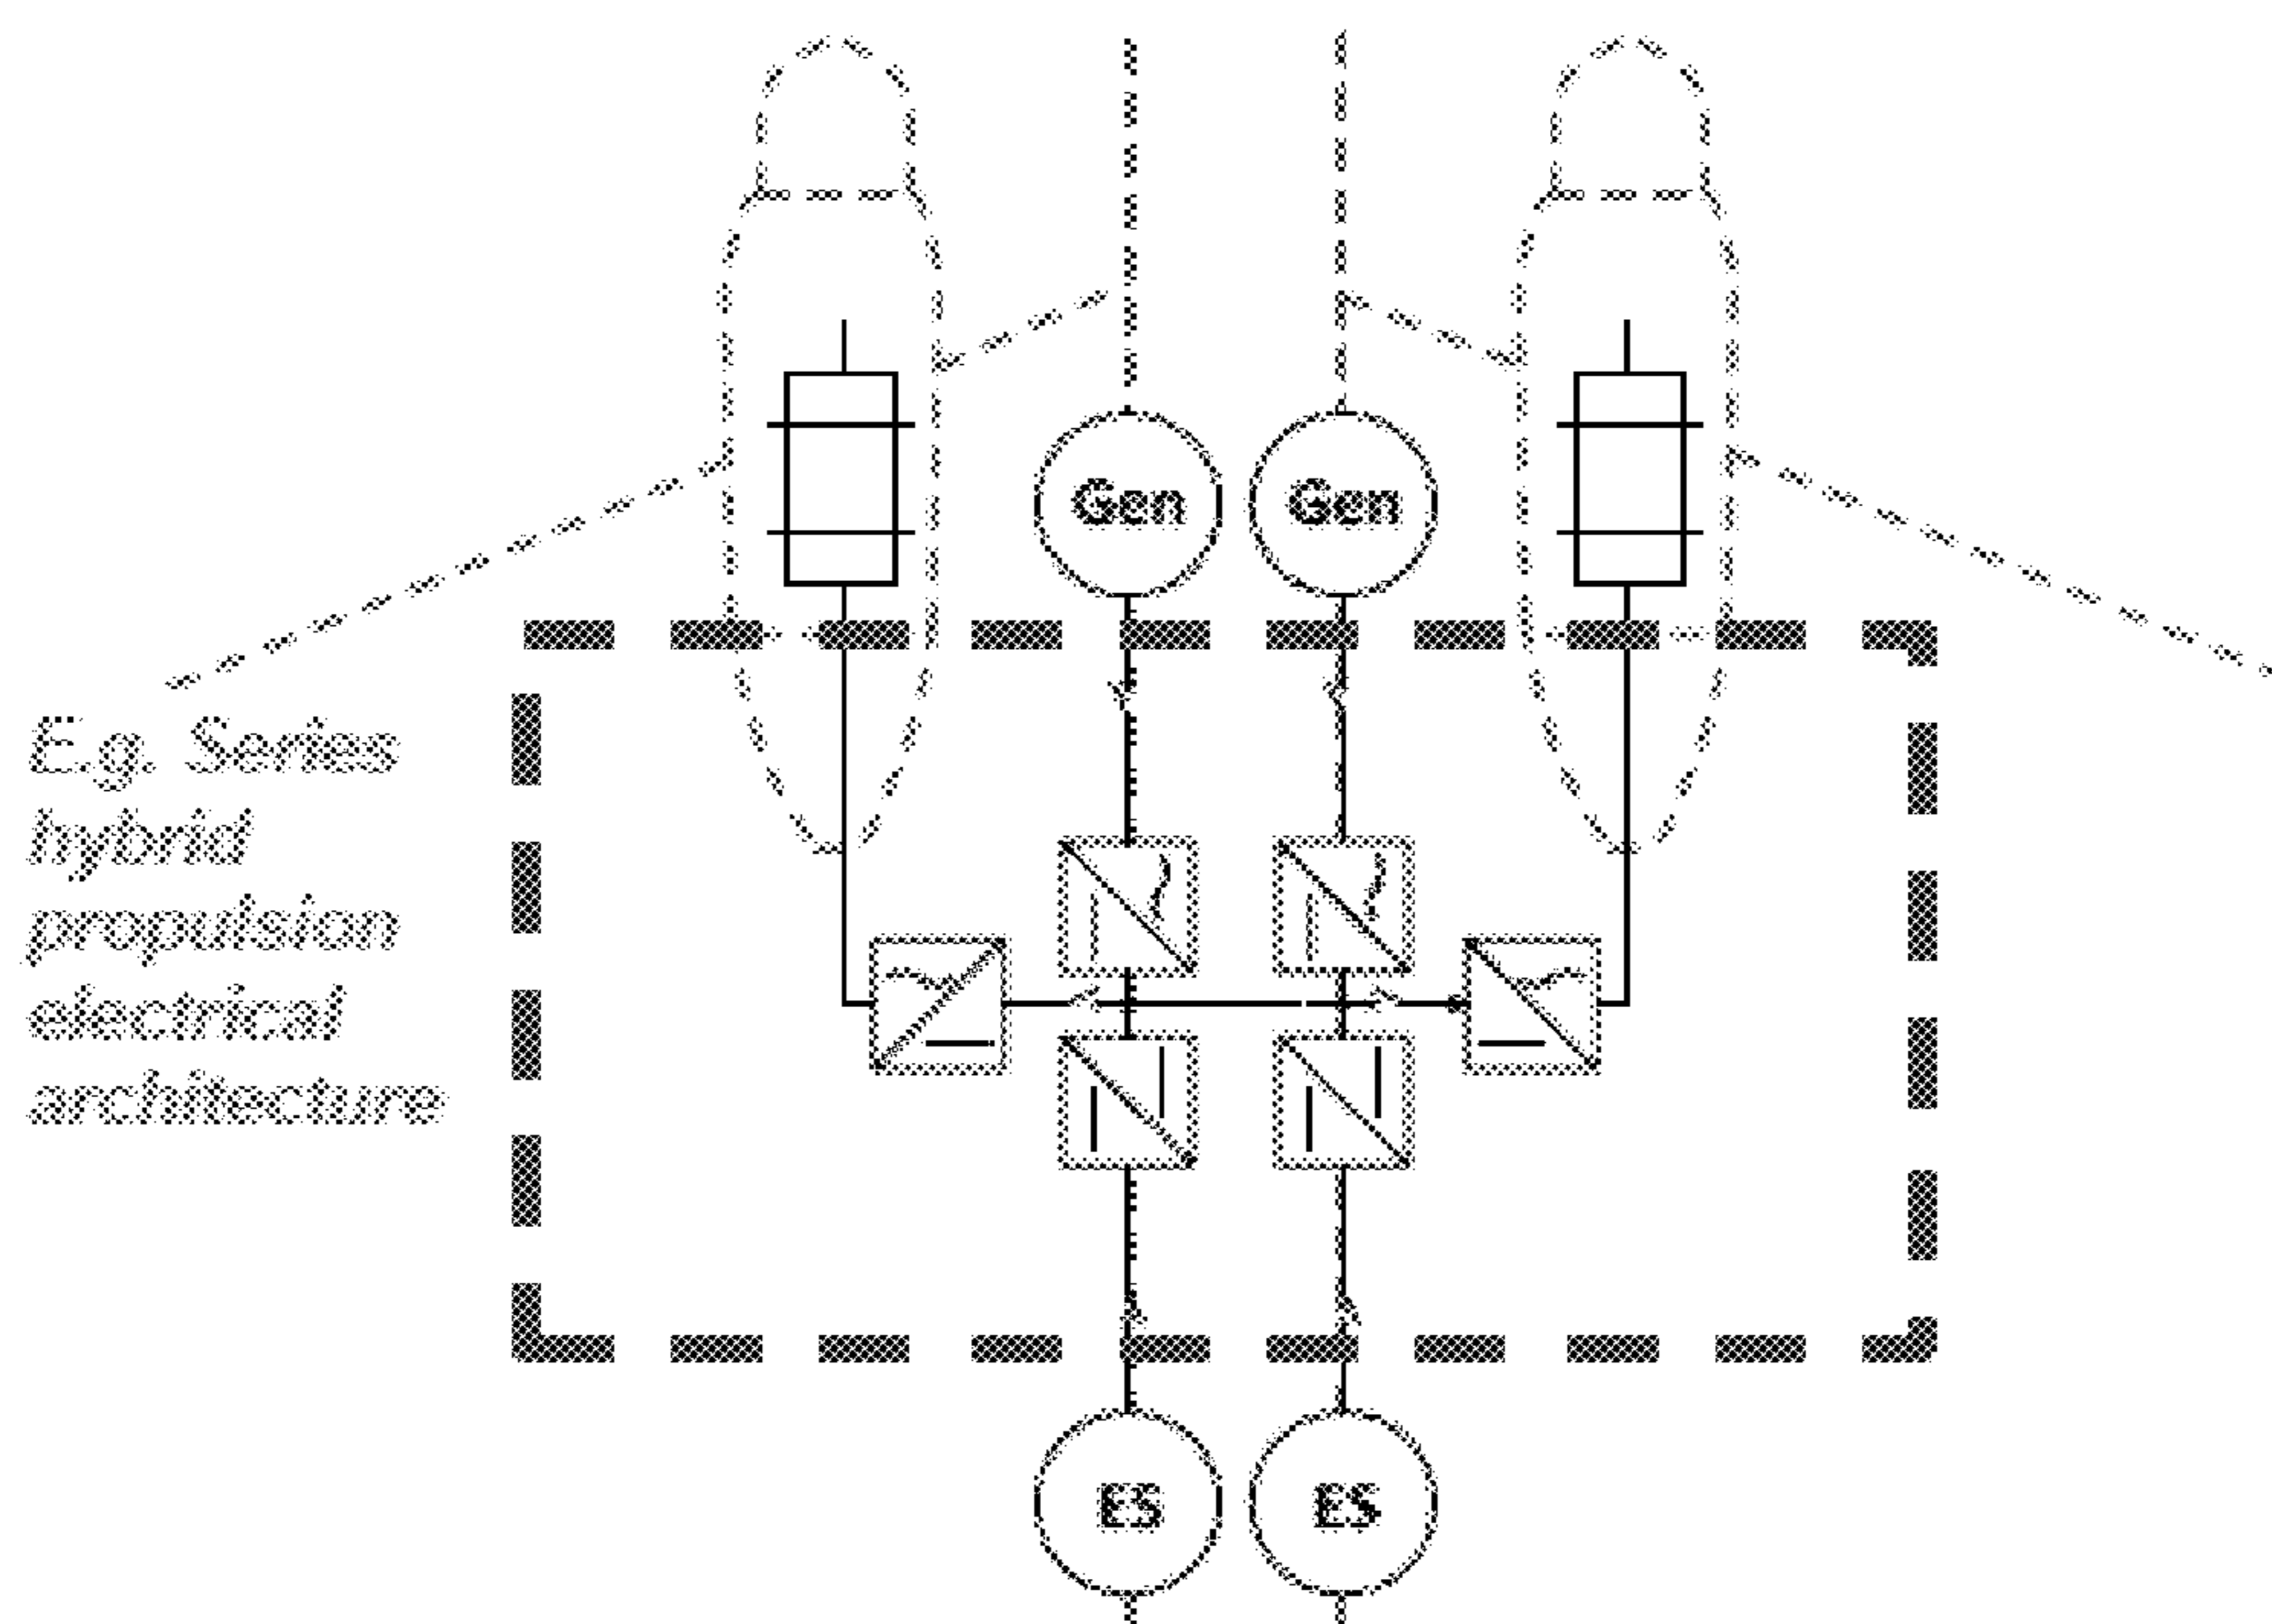 Gen Gen
E.g. Series
hybrid
propulsion
electrical
architecture
ES ES